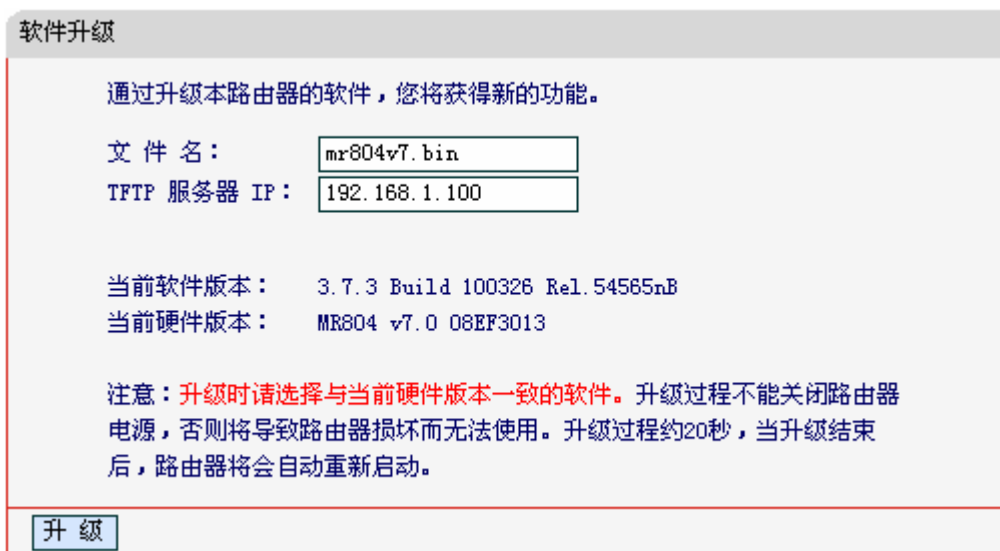 软件升级
通过升级本路由器的软件，您将获得新的功能。
文 件 名： mr804v7.bin
TFTP 服务器 IP： 192.168.1.100
当前软件版本： 3.7.3 Build 100326 Rel.54565nB
当前硬件版本： MR804 v7.0 08EF3013
注意：升级时请选择与当前硬件版本一致的软件。升级过程不能关闭路由器
电源，否则将导致路由器损坏而无法使用。升级过程约20秒，当升级结束
后，路由器将会自动重新启动。
升 级